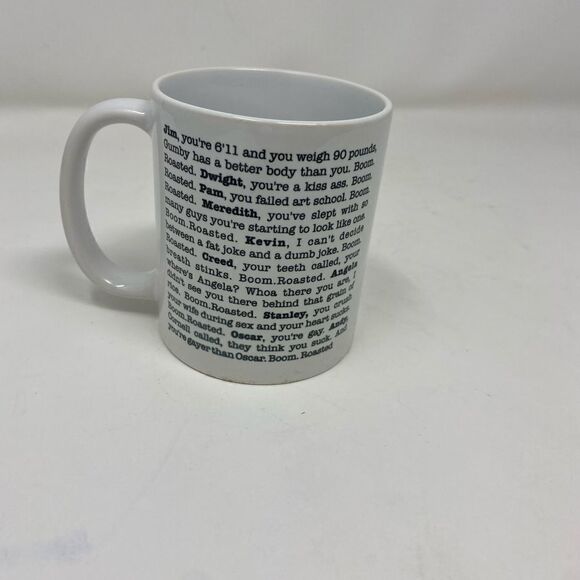 Jim, you're 6'11 and you weigh 90 pounds,
Gumby has a better body than you. Boom.
Roasted. Dwight, you're a kiss ass. Boom.
Roasted. Pam, you failed art school. Boom.
Roasted. Meredith, you've slept with so
many guys you're starting to look like one.
Boom.Roasted. Kevin, I can't decide
between a fat joke and a dumb joke. Boom.
Roasted. Creed, your teeth called, your
breath stinks. Boom.Roasted. Angela,
where's Angela? Whoa there you are, I
didn't see you there behind that grain of
rice. Boom.Roasted. Stanley, you crush
your wife during sex and your heart sucks.
Boom.Roasted. Oscar, you're gay. Andy,
Cornell called, they think you suck. And
you're gayer than Oscar. Boom. Roasted